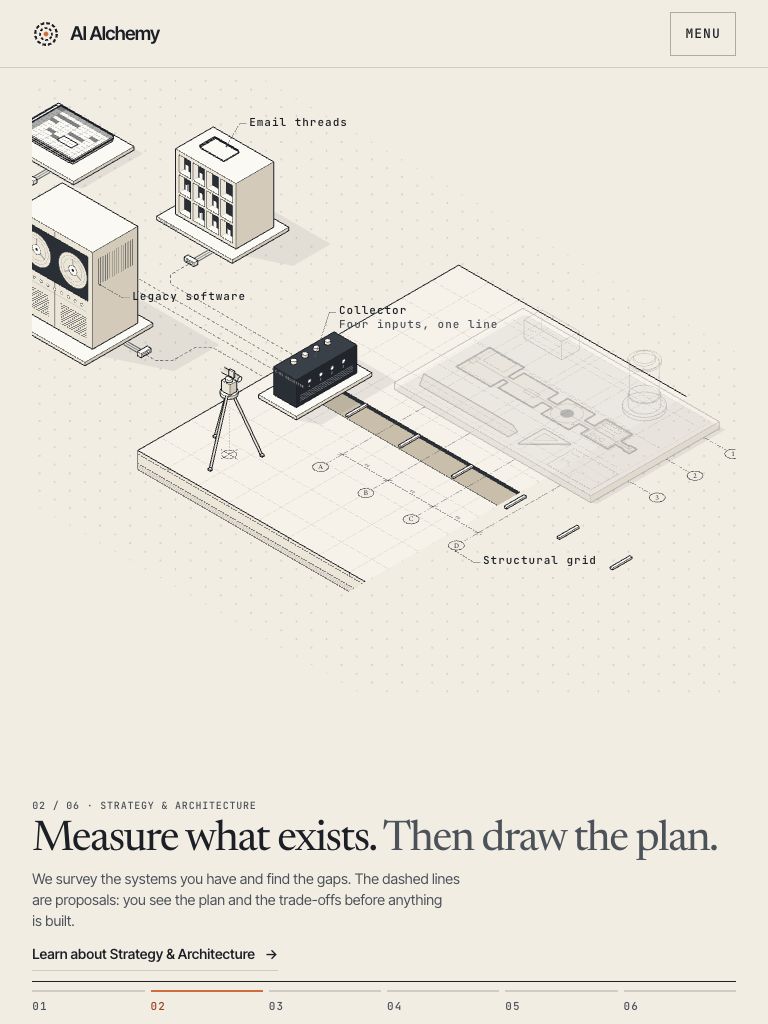 AI Alchemy
MENU
Email threads
Legacy software
Collector
Four inputs, one line
A
B
C
D
1
2
3
Structural grid
02 / 06 · STRATEGY & ARCHITECTURE
Measure what exists. Then draw the plan.
We survey the systems you have and find the gaps. The dashed lines
are proposals: you see the plan and the trade-offs before anything
is built.
Learn about Strategy & Architecture →
01 02 03 04 05 06